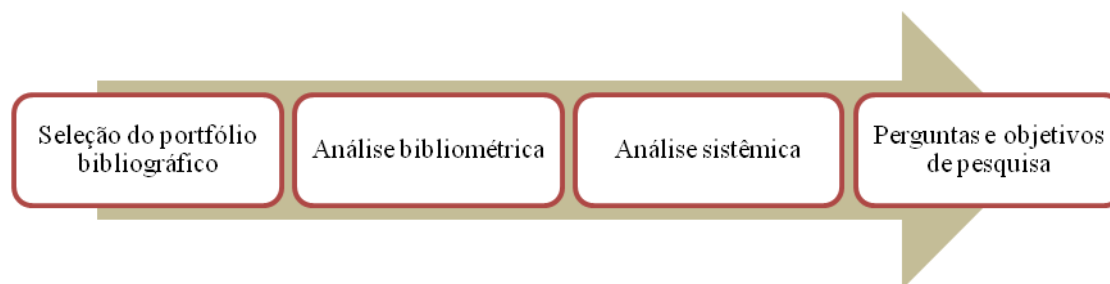 Seleção do portfólio
bibliográfico
Análise bibliométrica
Análise sistêmica
Perguntas e objetivos
de pesquisa